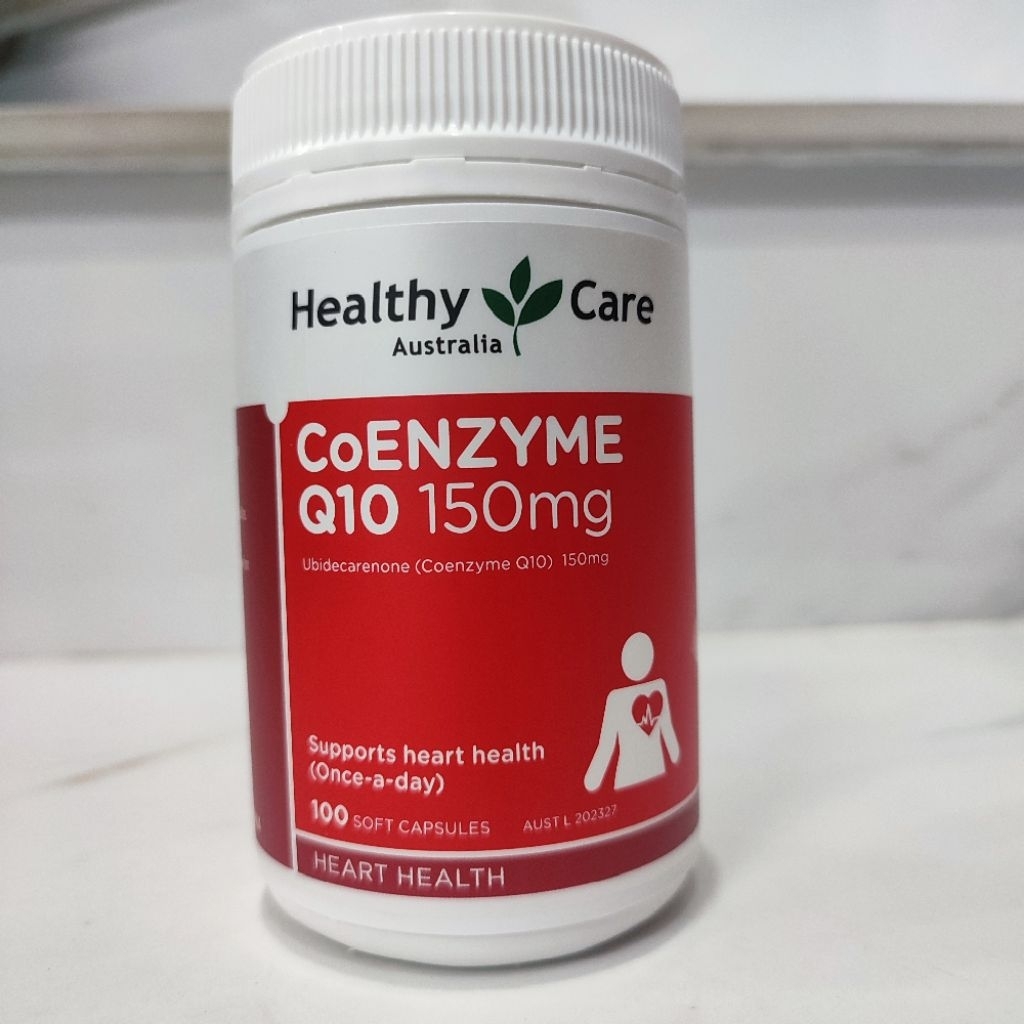 Healthy Care
Australia
CoENZYME
Q10 150mg
Ubidecarenone (Coenzyme Q10) 150mg
Supports heart health
(Once-a-day)
100 SOFT CAPSULES AUST L 202327
HEART HEALTH